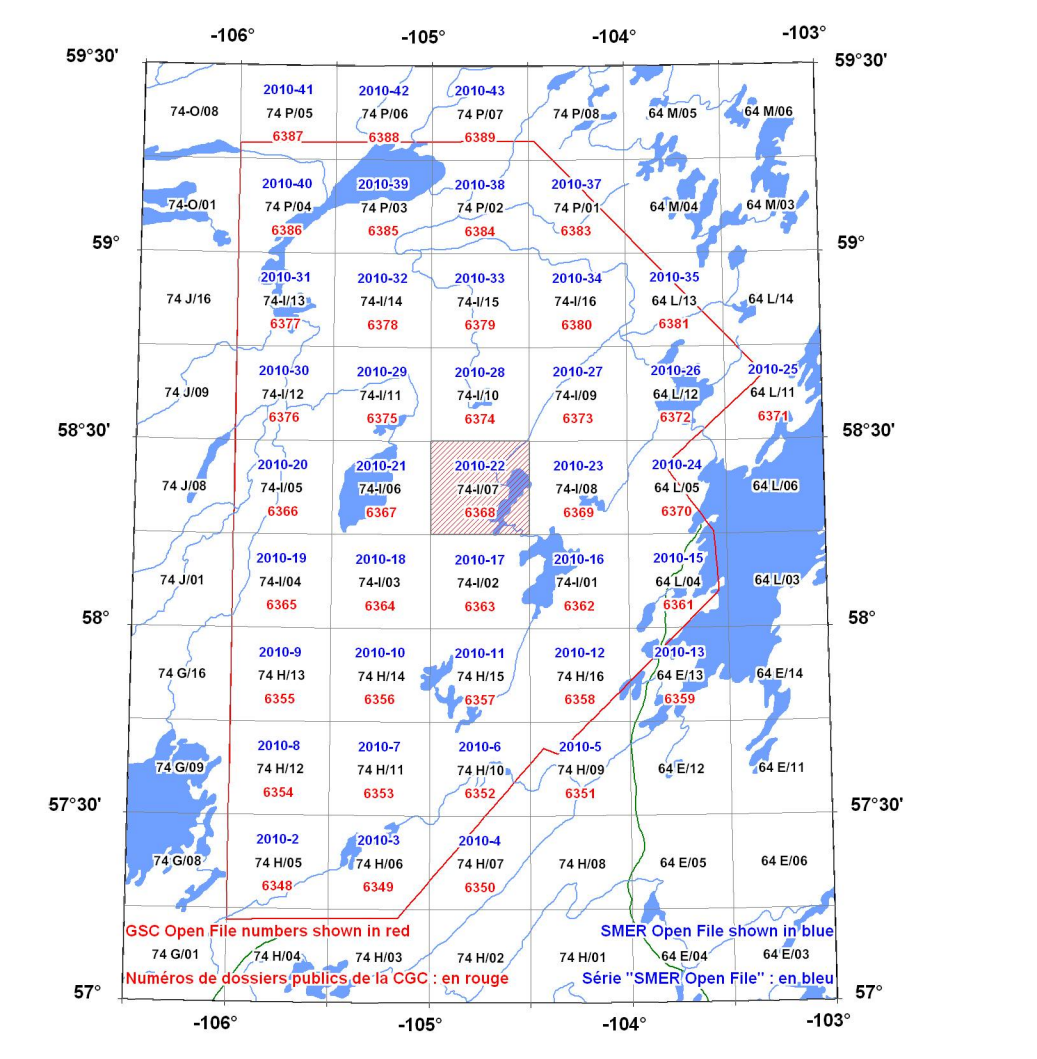 -106° -105° -104° -103°
59°30' 59°30'
2010-41 2010-42 2010-43
74-O/08 74 P/05 74 P/06 74 P/07 74 P/08 64 M/05 64 M/06
6387 6388 6389
2010-40 2010-39 2010-38 2010-37
74-O/01 74 P/04 74 P/03 74 P/02 74 P/01 64 M/04 64 M/03
6386 6385 6384 6383
59° 59°
2010-31 2010-32 2010-33 2010-34 2010-35
74 J/16 74-I/13 74-I/14 74-I/15 74-I/16 64 L/13 64 L/14
6377 6378 6379 6380 6381
2010-30 2010-29 2010-28 2010-27 2010-26 2010-25
74 J/09 74-I/12 74-I/11 74-I/10 74-I/09 64 L/12 64 L/11
6376 6375 6374 6373 6372 6371
58°30' 58°30'
2010-20 2010-21 2010-22 2010-23 2010-24
74 J/08 74-I/05 74-I/06 74-I/07 74-I/08 64 L/05 64 L/06
6366 6367 6368 6369 6370
2010-19 2010-18 2010-17 2010-16 2010-15
74 J/01 74-I/04 74-I/03 74-I/02 74-I/01 64 L/04 64 L/03
6365 6364 6363 6362 6361
58° 58°
2010-9 2010-10 2010-11 2010-12 2010-13
74 G/16 74 H/13 74 H/14 74 H/15 74 H/16 64 E/13 64 E/14
6355 6356 6357 6358 6359
2010-8 2010-7 2010-6 2010-5
74 G/09 74 H/12 74 H/11 74 H/10 74 H/09 64 E/12 64 E/11
6354 6353 6352 6351
57°30' 57°30'
2010-2 2010-3 2010-4
74 G/08 74 H/05 74 H/06 74 H/07 74 H/08 64 E/05 64 E/06
6348 6349 6350
GSC Open File numbers shown in red SMER Open File shown in blue
74 G/01 74 H/04 74 H/03 74 H/02 74 H/01 64 E/04 64 E/03
Numéros de dossiers publics de la CGC : en rouge Série "SMER Open File" : en bleu
57° 57°
-106° -105° -104° -103°